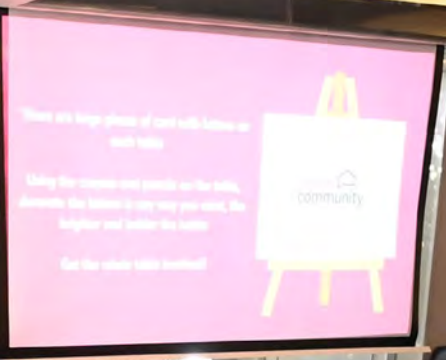 There are large pieces of card with letters on
each table
Using the crayons and pencils on the table,
decorate the letters in any way you want, the
brighter and bolder the better
Get the whole table involved!
community